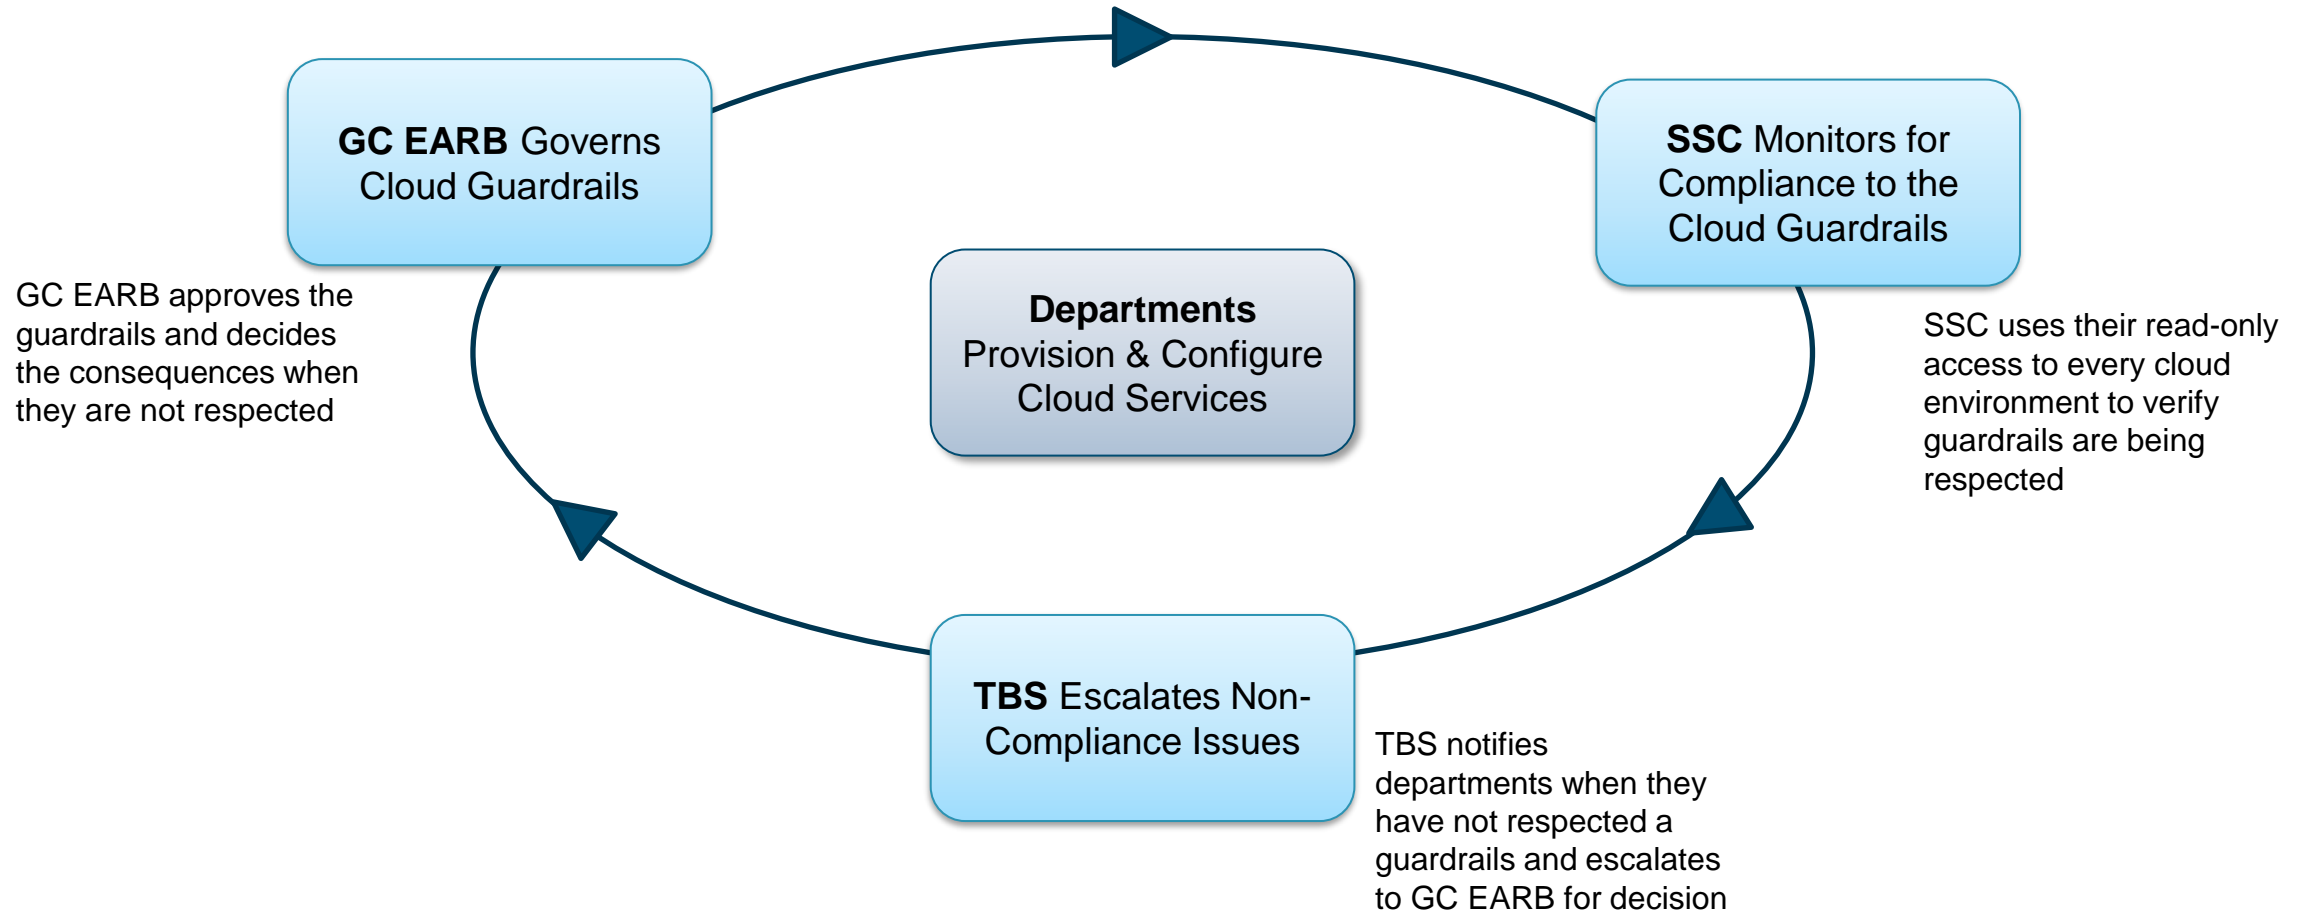 GC EARB Governs
Cloud Guardrails
SSC Monitors for
Compliance to the
Cloud Guardrails
GC EARB approves the
guardrails and decides
the consequences when
they are not respected
Departments
Provision & Configure
Cloud Services
SSC uses their read-only
access to every cloud
environment to verify
guardrails are being
respected
TBS Escalates Non-
Compliance Issues
TBS notifies
departments when they
have not respected a
guardrails and escalates
to GC EARB for decision